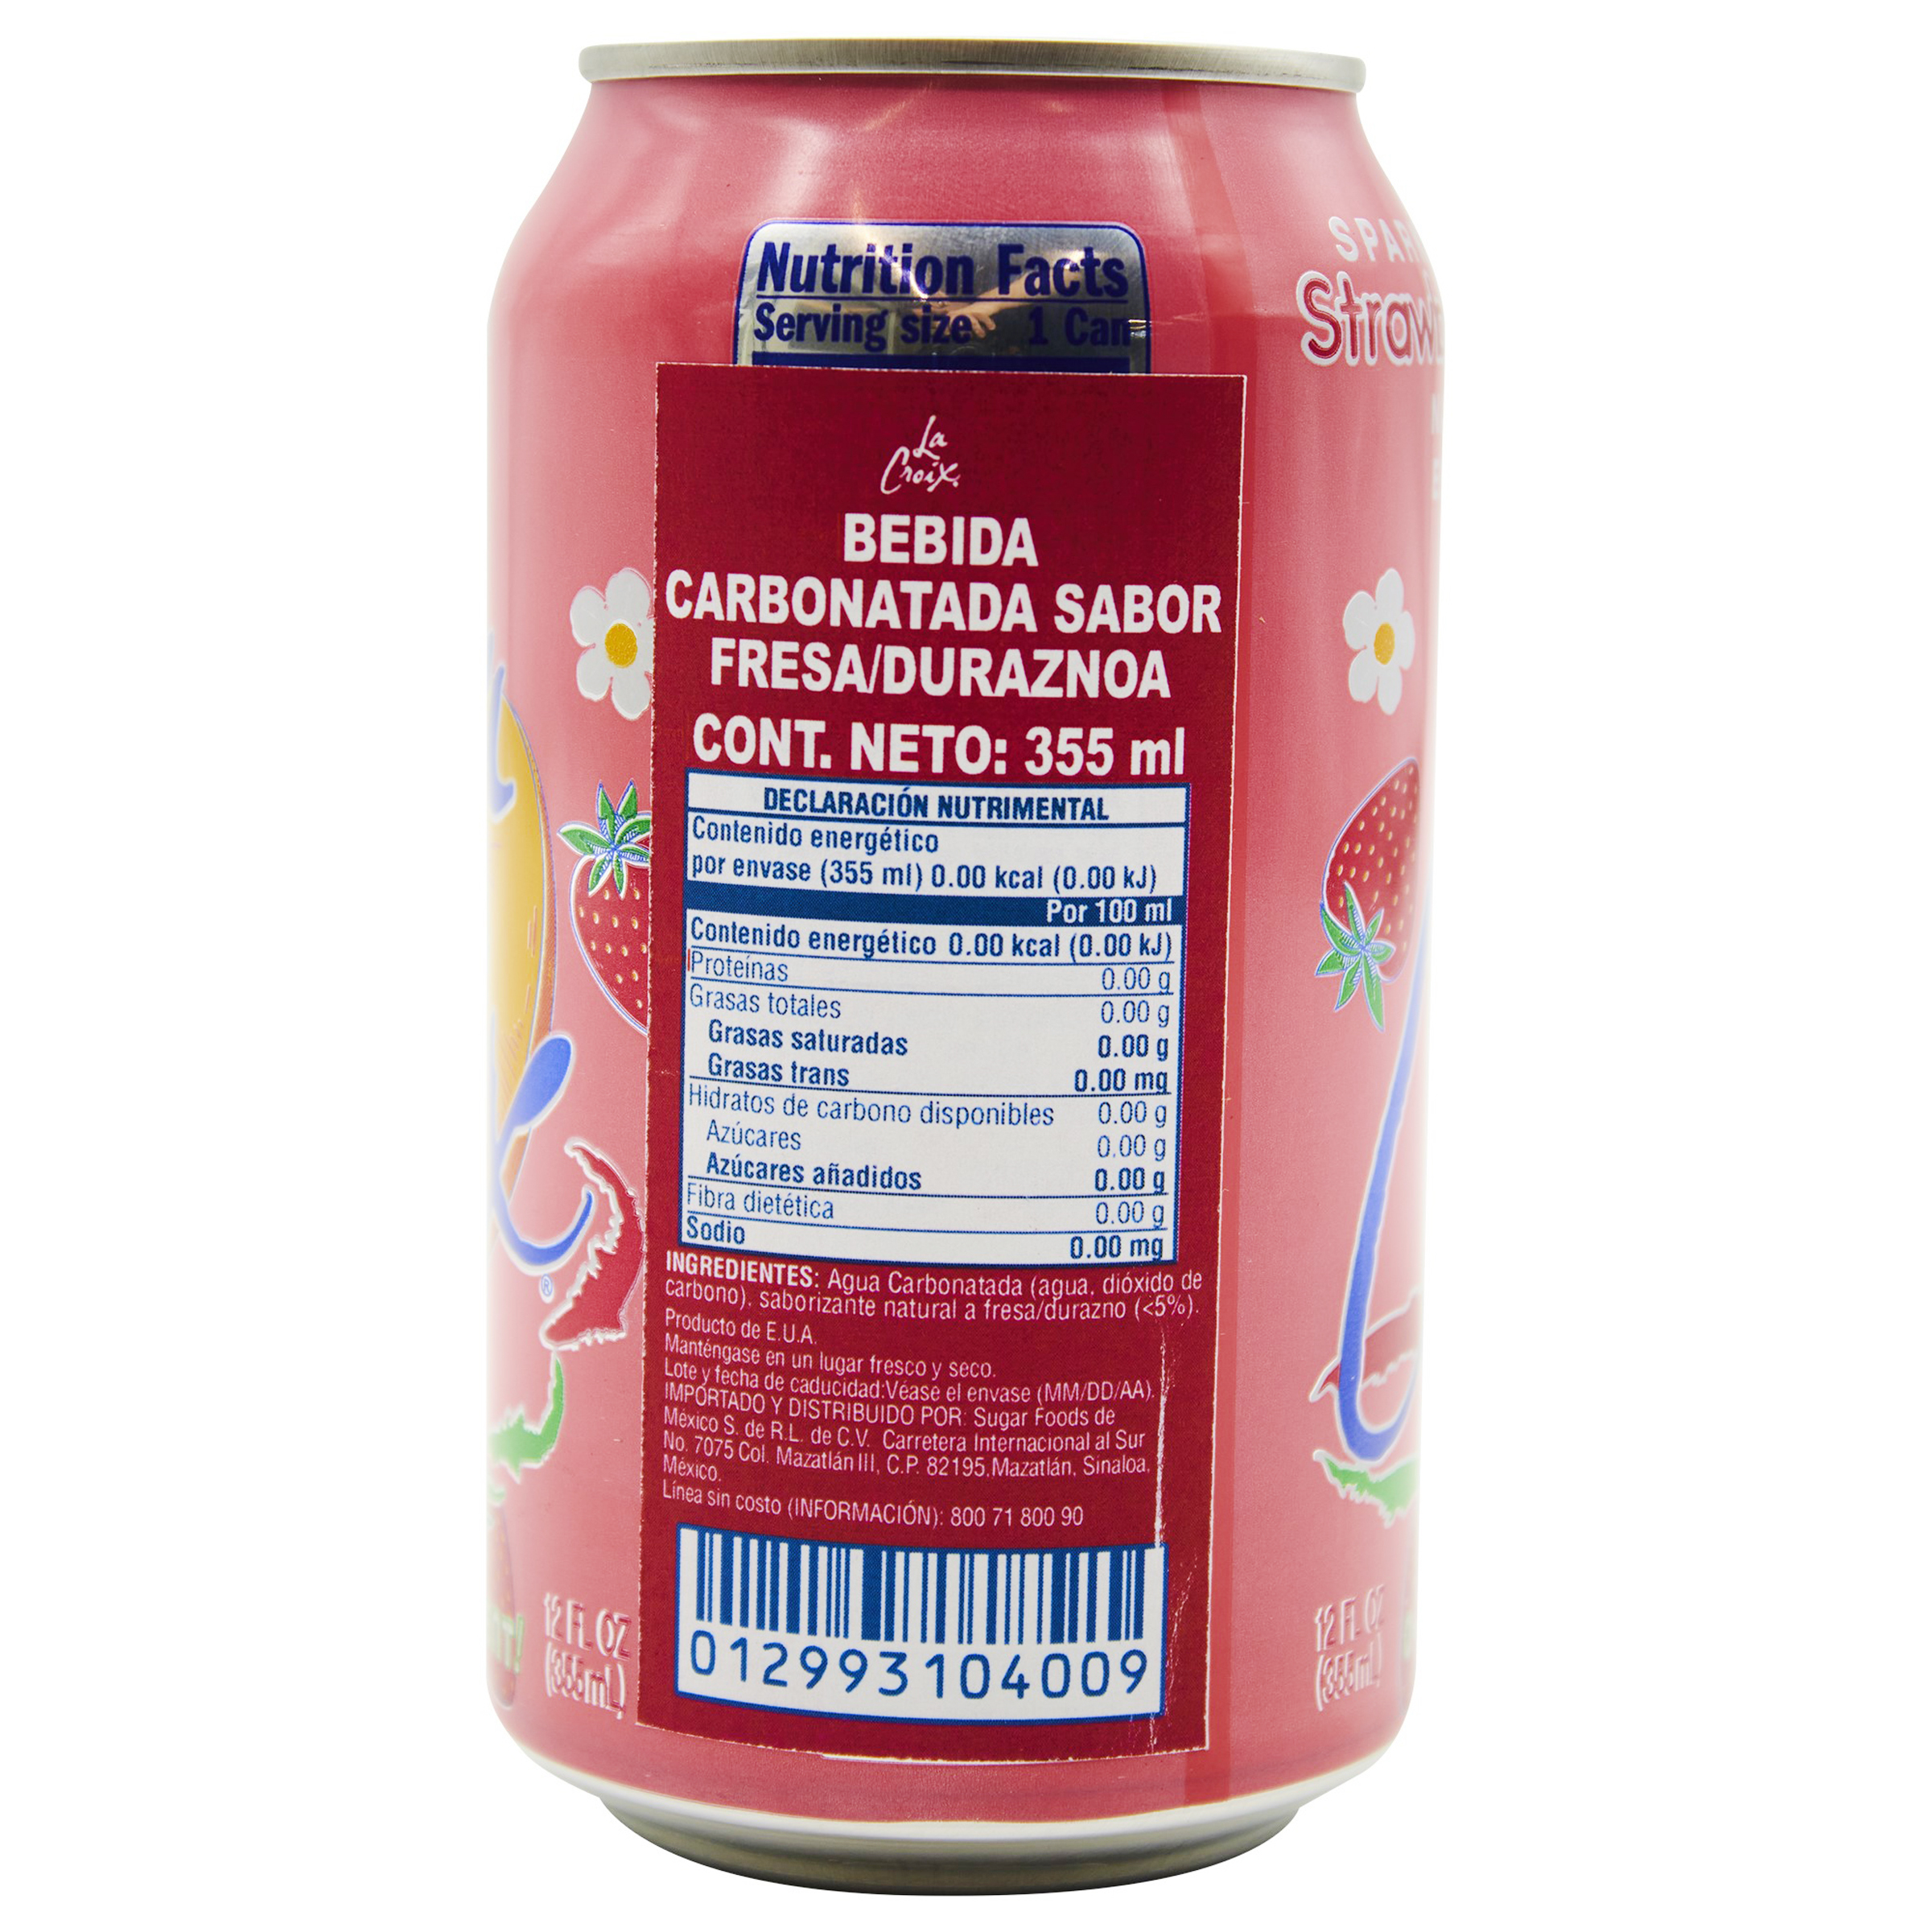 Nutrition Facts
Serving size 1 Can
La
Croix
BEBIDA
CARBONATADA SABOR
FRESA/DURAZNOA
CONT. NETO: 355 ml
DECLARACIÓN NUTRIMENTAL
Contenido energético
por envase (355 ml) 0.00 kcal (0.00 kJ)
Por 100 ml
Contenido energético 0.00 kcal (0.00 kJ)
Proteínas 0.00 g
Grasas totales 0.00 g
Grasas saturadas 0.00 g
Grasas trans 0.00 mg
Hidratos de carbono disponibles 0.00 g
Azúcares 0.00 g
Azúcares añadidos 0.00 g
Fibra dietética 0.00 g
Sodio 0.00 mg
INGREDIENTES: Agua Carbonatada (agua, dióxido de
carbono), saborizante natural a fresa/durazno (<5%).
Producto de E.U.A.
Manténgase en un lugar fresco y seco.
Lote y fecha de caducidad:Véase el envase (MM/DD/AA).
IMPORTADO Y DISTRIBUIDO POR: Sugar Foods de
México S. de R.L. de C.V. Carretera Internacional al Sur
No. 7075 Col. Mazatlán III, C.P. 82195,Mazatlán, Sinaloa,
México.
Línea sin costo (INFORMACIÓN): 800 71 800 90
012993104009
12 FL OZ
(355mL)
SPAR
Straw
12 FL OZ
(355mL)